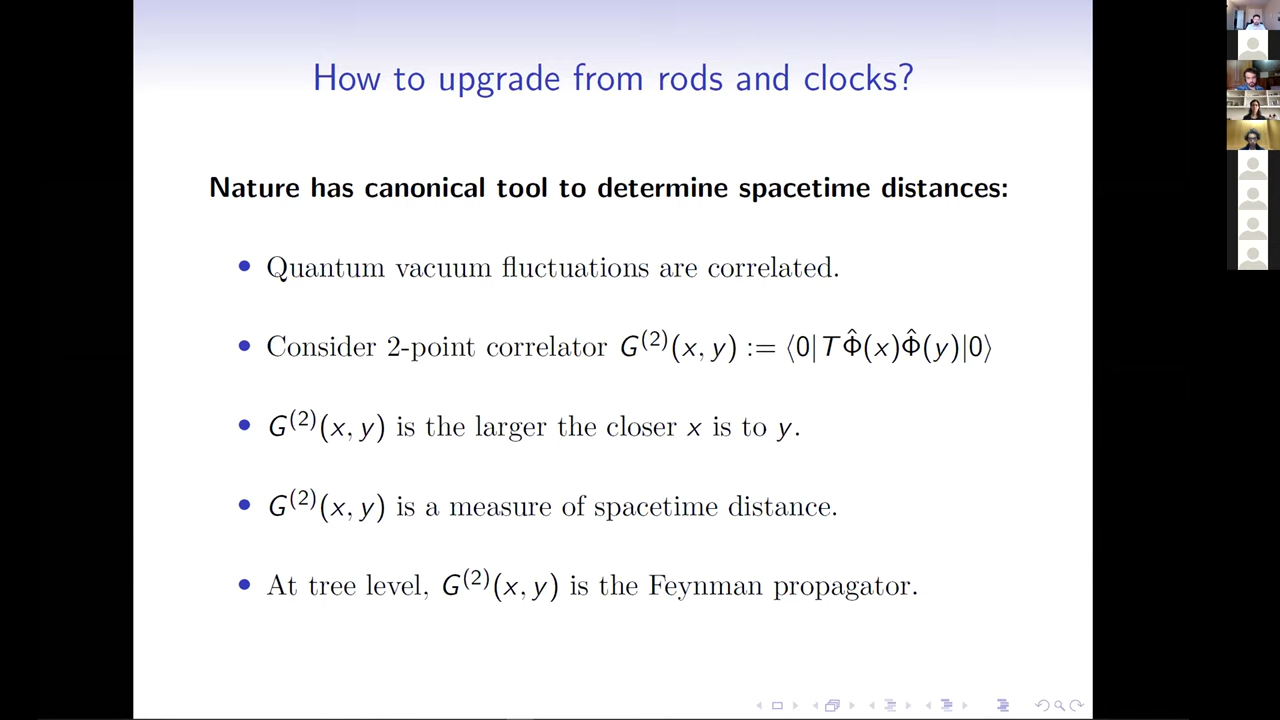 How to upgrade from rods and clocks?
Nature has canonical tool to determine spacetime distances:
• Quantum vacuum fluctuations are correlated.
• Consider 2-point correlator G⁽²⁾(x, y) := ⟨0|TΦ̂(x)Φ̂(y)|0⟩
• G⁽²⁾(x, y) is the larger the closer x is to y.
• G⁽²⁾(x, y) is a measure of spacetime distance.
• At tree level, G⁽²⁾(x, y) is the Feynman propagator.